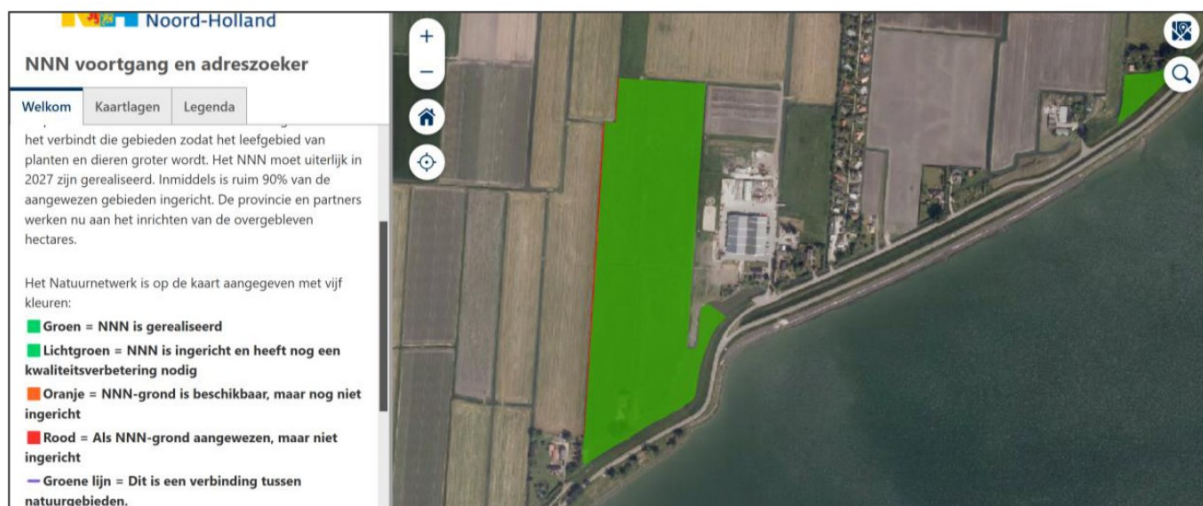 Noord-Holland
NNN voortgang en adreszoeker
Welkom
Kaartlagen
Legenda
het verbindt die gebieden zodat het leefgebied van
planten en dieren groter wordt. Het NNN moet uiterlijk in
2027 zijn gerealiseerd. Inmiddels is ruim 90% van de
aangewezen gebieden ingericht. De provincie en partners
werken nu aan het inrichten van de overgebleven
hectares.
Het Natuurnetwerk is op de kaart aangegeven met vijf
kleuren:
Groen = NNN is gerealiseerd
Lichtgroen = NNN is ingericht en heeft nog een
kwaliteitsverbetering nodig
Oranje = NNN-grond is beschikbaar, maar nog niet
ingericht
Rood = Als NNN-grond aangewezen, maar niet
ingericht
Groene lijn = Dit is een verbinding tussen
natuurgebieden.